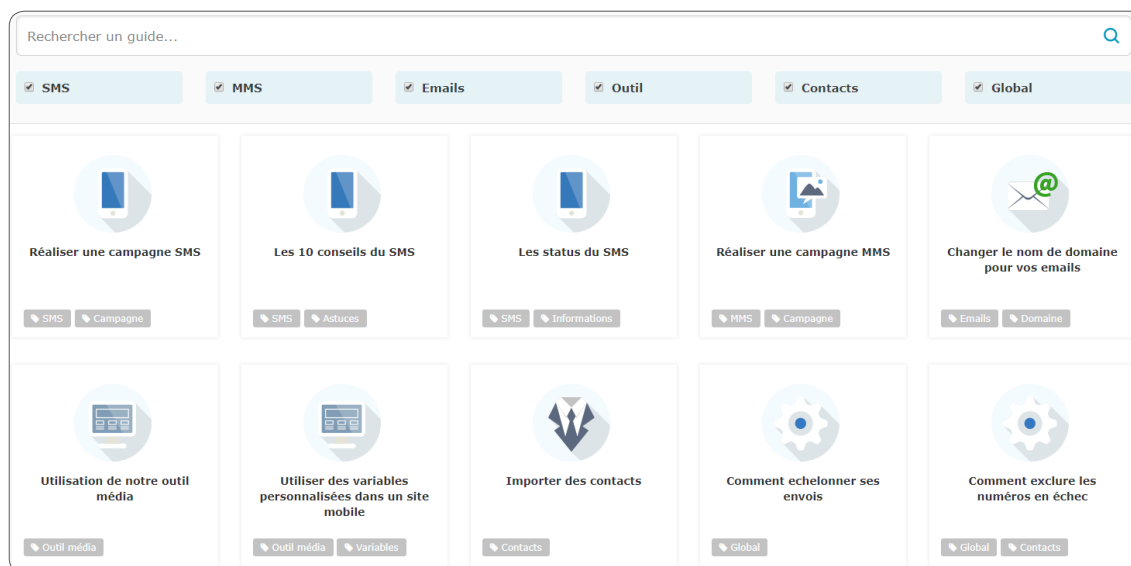 Rechercher un guide...
SMS
MMS
Emails
Outil
Contacts
Global
Réaliser une campagne SMS
SMS
Campagne
Les 10 conseils du SMS
SMS
Astuces
Les status du SMS
SMS
Informations
Réaliser une campagne MMS
MMS
Campagne
@
Changer le nom de domaine
pour vos emails
Emails
Domaine
Utilisation de notre outil
média
Outil média
Utiliser des variables
personnalisées dans un site
mobile
Outil média
Variables
Importer des contacts
Contacts
Comment echelonner ses
envois
Global
Comment exclure les
numéros en échec
Global
Contacts